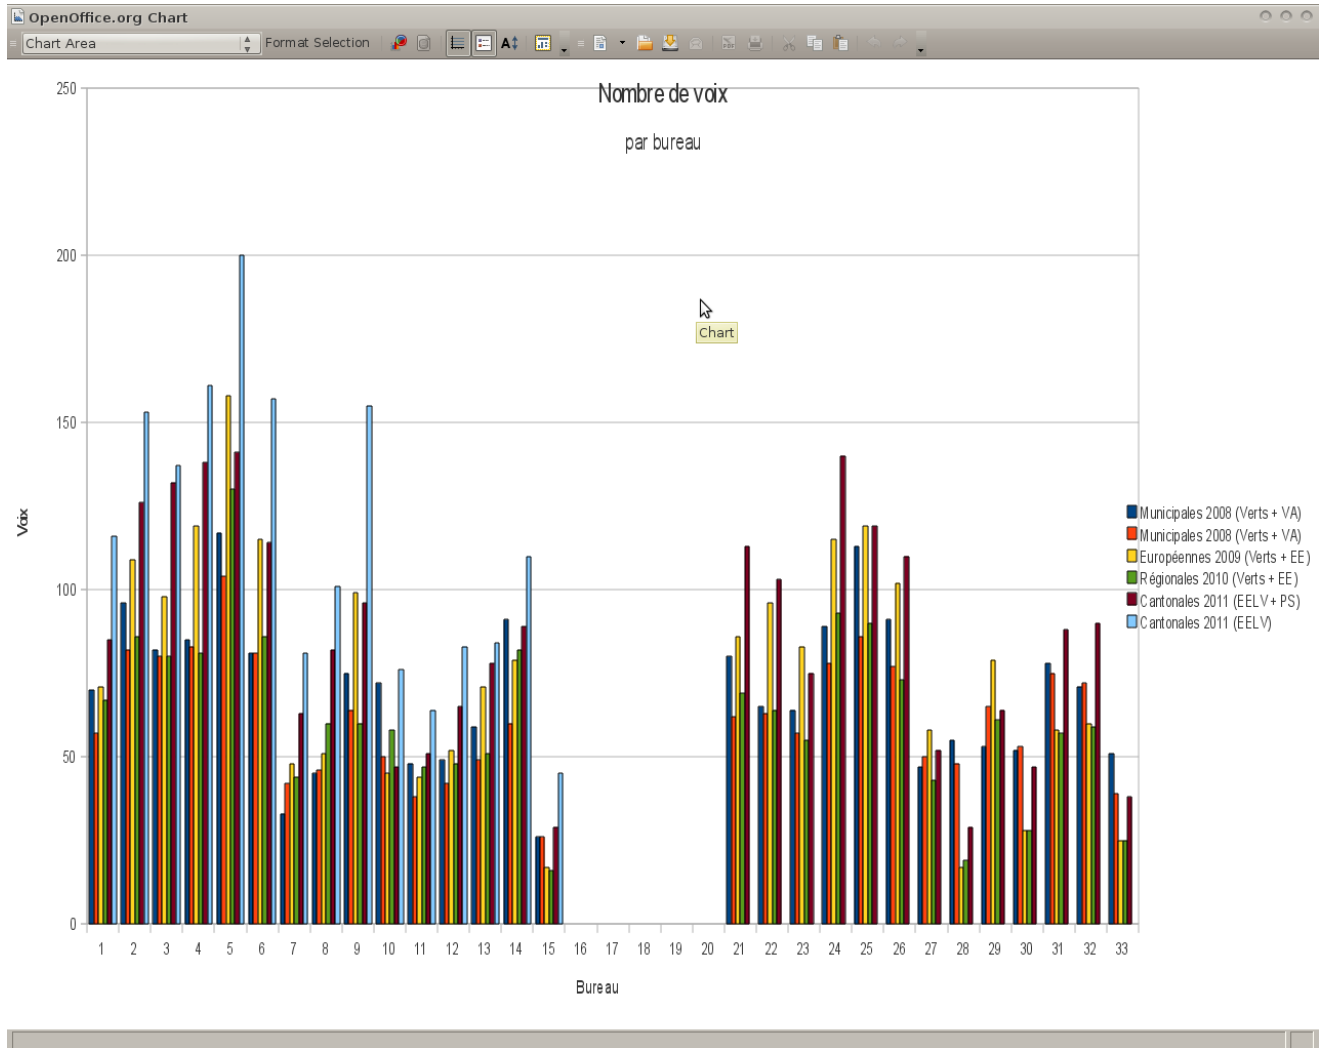 OpenOffice.org Chart
Chart Area Format Selection
Nombre de voix
par bureau
250
200
150
100
50
0
Voix
Chart
Municipales 2008 (Verts + VA)
Municipales 2008 (Verts + VA)
Européennes 2009 (Verts + EE)
Régionales 2010 (Verts + EE)
Cantonales 2011 (EELV + PS)
Cantonales 2011 (EELV)
1 2 3 4 5 6 7 8 9 10 11 12 13 14 15 16 17 18 19 20 21 22 23 24 25 26 27 28 29 30 31 32 33
Bureau